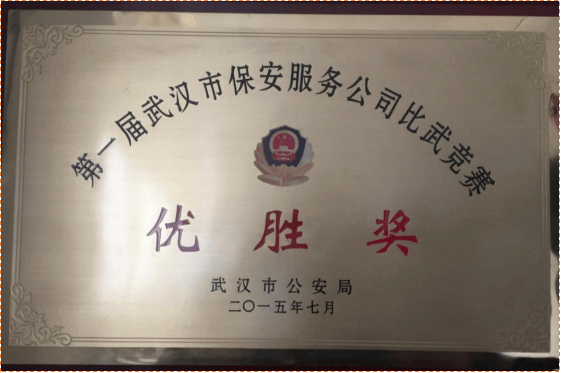 第一届武汉市保安服务公司比武竞赛
优胜奖
武汉市公安局
二〇一五年七月